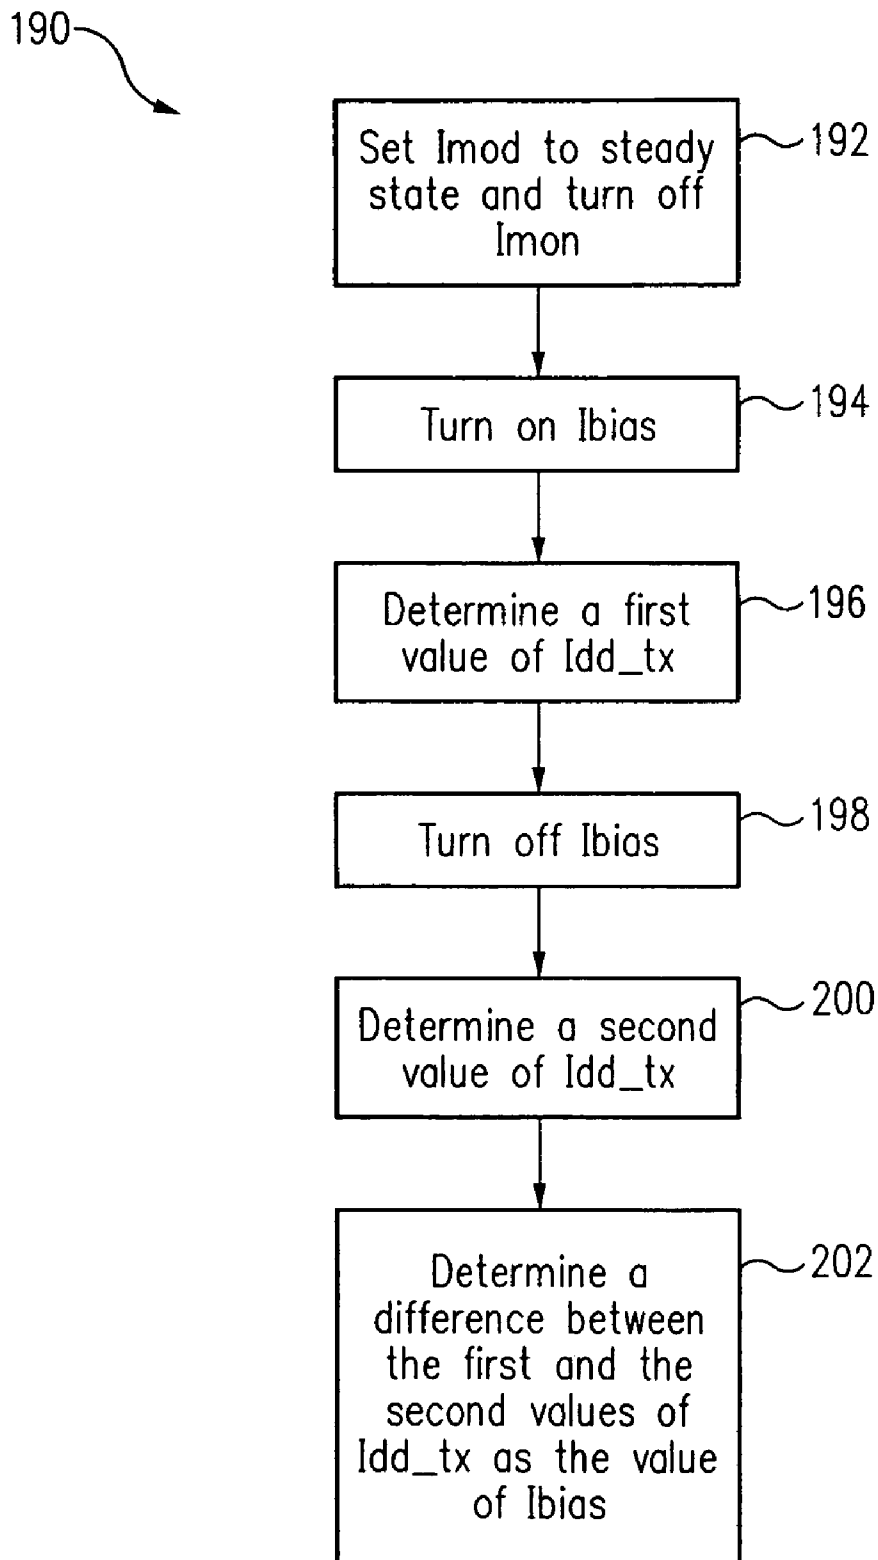 190
Set Imod to steady
state and turn off
Imon
192
Turn on Ibias
194
Determine a first
value of Idd_tx
196
Turn off Ibias
198
Determine a second
value of Idd_tx
200
Determine a
difference between
the first and the
second values of
Idd_tx as the value
of Ibias
202